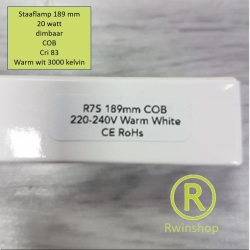 Staaflamp 189 mm
20 watt
dimbaar
COB
Cri 83
Warm wit 3000 kelvin
R7S 189mm COB
220-240V Warm White
CE RoHs
R
Rwinshop